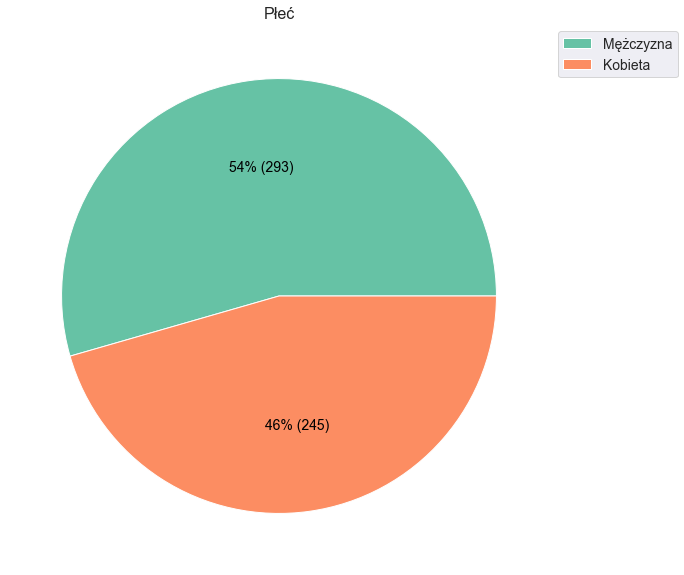 Płeć
Mężczyzna
Kobieta
54% (293)
46% (245)